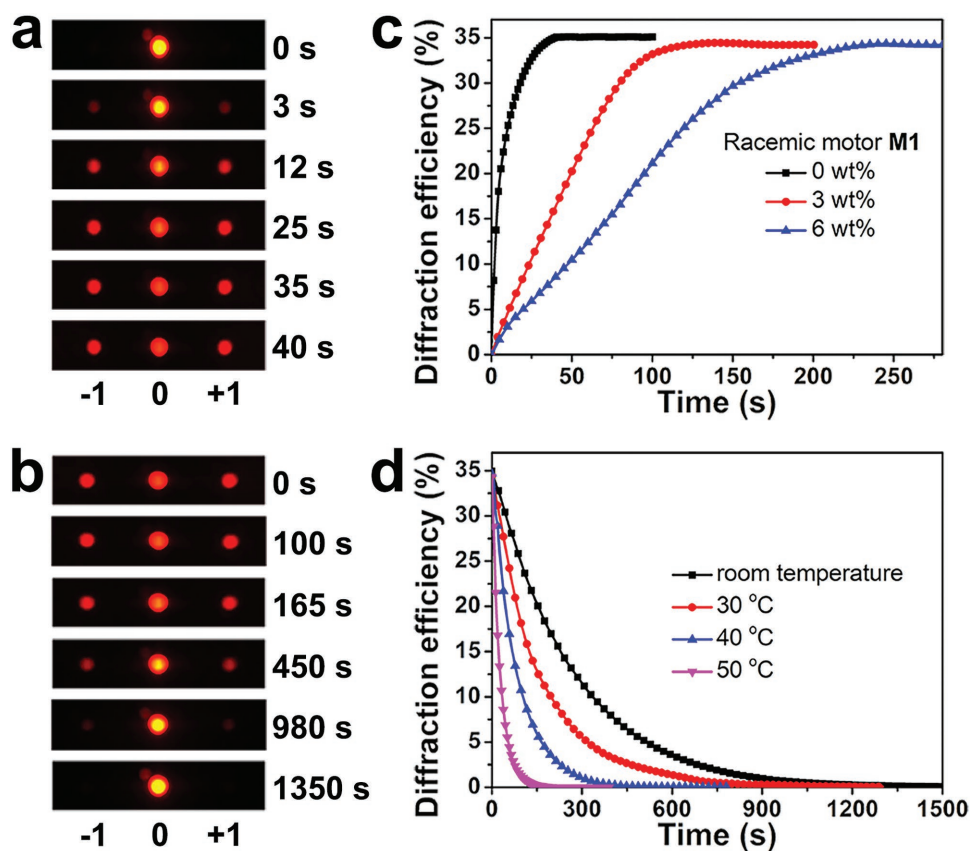 a
0 s
3 s
12 s
25 s
35 s
40 s
-1 0 +1
b
0 s
100 s
165 s
450 s
980 s
1350 s
-1 0 +1
c
Diffraction efficiency (%)
35
30
25
20
15
10
5
0
Racemic motor M1
0 wt%
3 wt%
6 wt%
0 50 100 150 200 250
Time (s)
d
Diffraction efficiency (%)
35
30
25
20
15
10
5
0
room temperature
30 °C
40 °C
50 °C
0 300 600 900 1200 1500
Time (s)